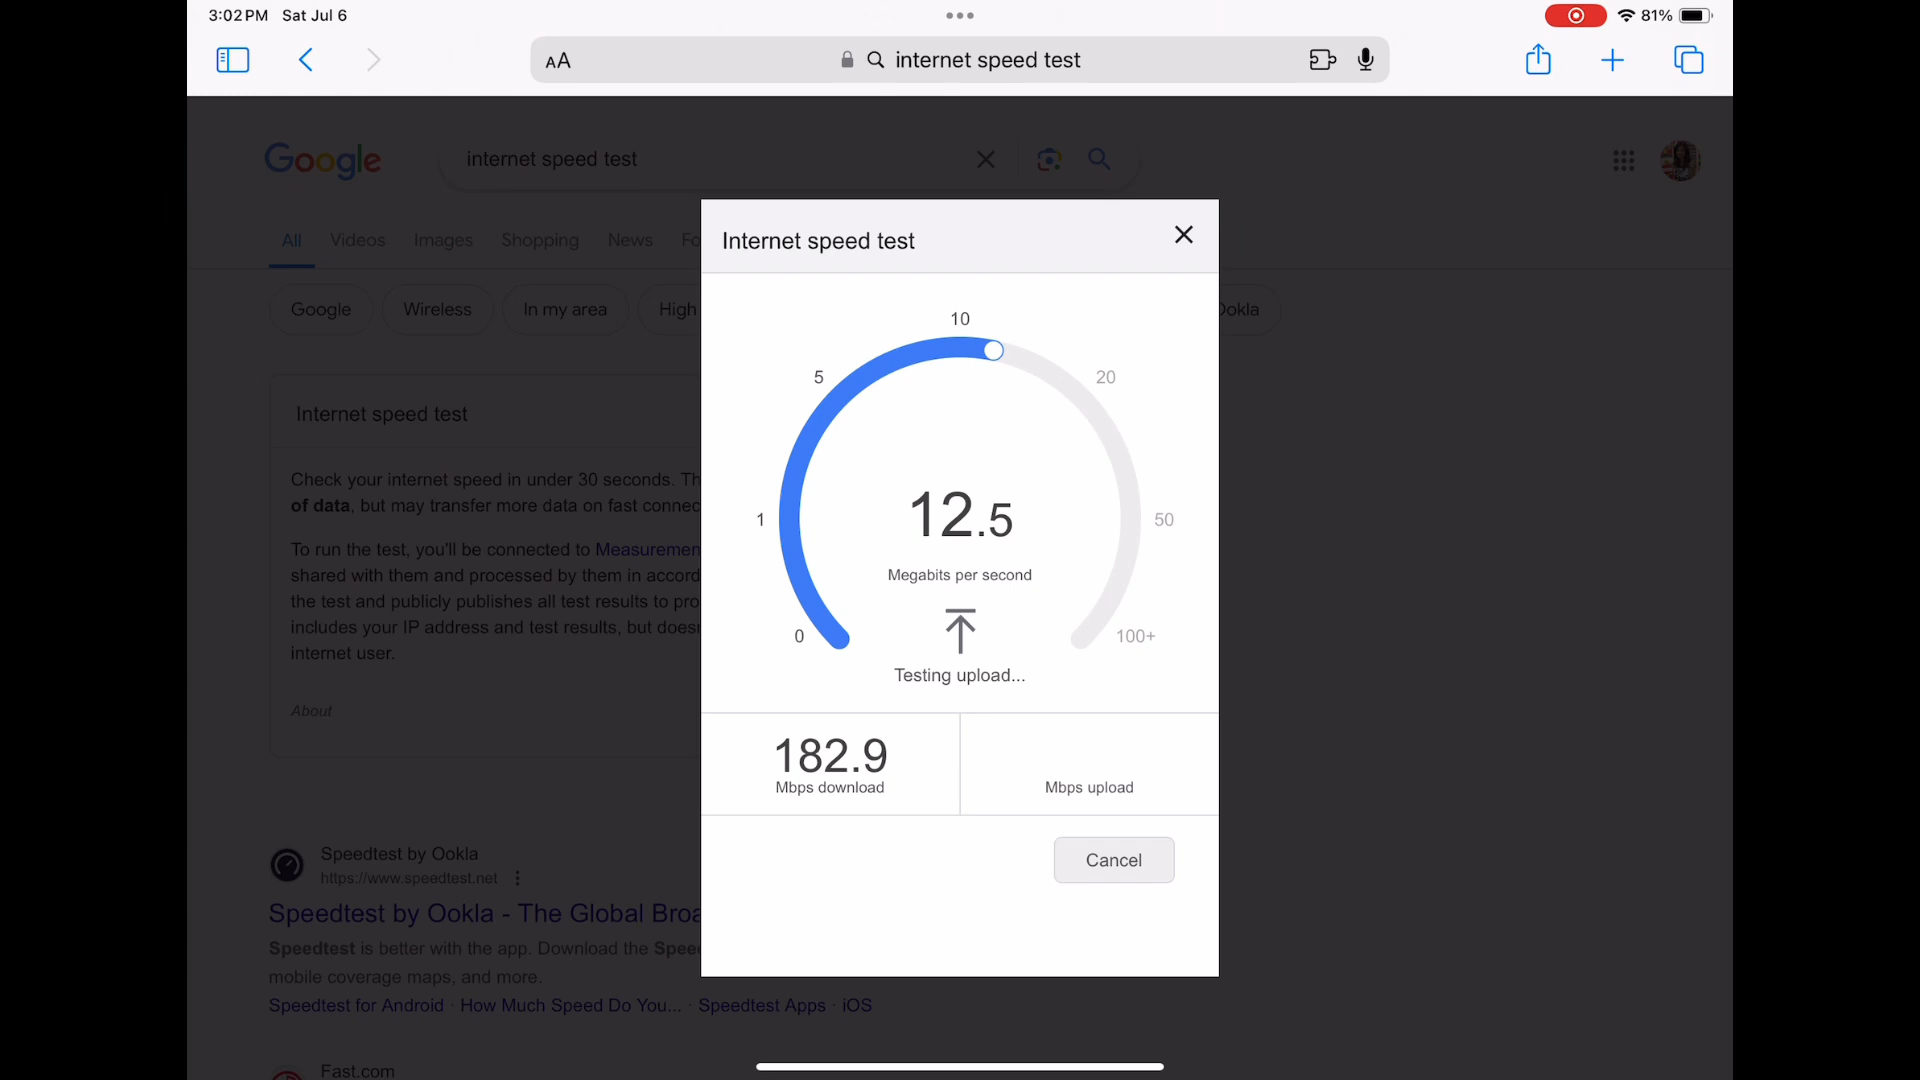 3:02 PM Sat Jul 6
81%
AA
internet speed test
Google
internet speed test
All Videos Images Shopping News Fo
Google Wireless In my area High Ookla
Internet speed test
Check your internet speed in under 30 seconds. Th
of data, but may transfer more data on fast connec
To run the test, you'll be connected to Measuremen
shared with them and processed by them in accord
the test and publicly publishes all test results to pro
includes your IP address and test results, but does
internet user.
About
Internet speed test
10
5
20
1
50
0
100+
12.5
Megabits per second
Testing upload...
182.9
Mbps download
Mbps upload
Cancel
Speedtest by Ookla
https://www.speedtest.net
Speedtest by Ookla - The Global Broa
Speedtest is better with the app. Download the Spee
mobile coverage maps, and more.
Speedtest for Android · How Much Speed Do You... · Speedtest Apps · iOS
Fast.com